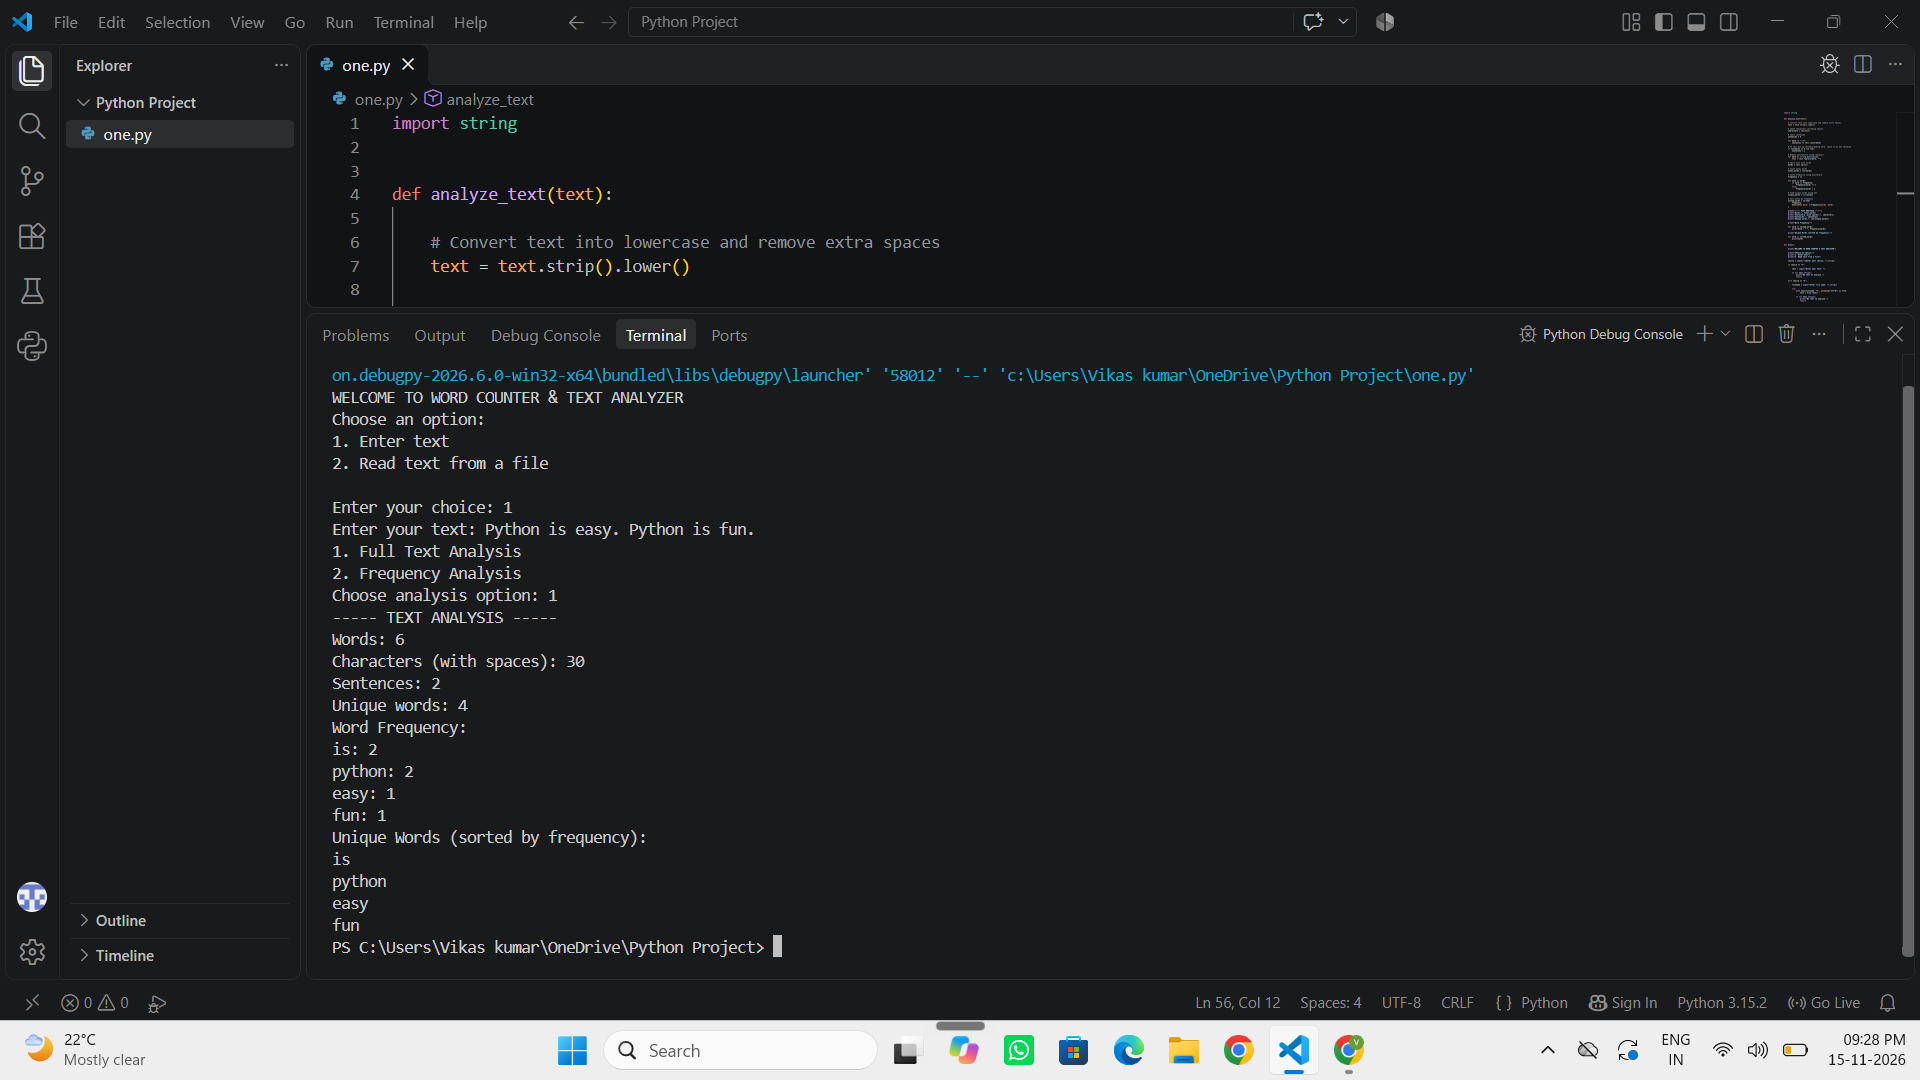 File Edit Selection View Go Run Terminal Help
Python Project
Explorer
Python Project
one.py
Outline
Timeline
one.py
one.py > analyze_text
1 import string
2
3
4 def analyze_text(text):
5
6 # Convert text into lowercase and remove extra spaces
7 text = text.strip().lower()
8
Problems Output Debug Console Terminal Ports
Python Debug Console
on.debugpy-2026.6.0-win32-x64\bundled\libs\debugpy\launcher' '58012' '--' 'c:\Users\Vikas kumar\OneDrive\Python Project\one.py'
WELCOME TO WORD COUNTER & TEXT ANALYZER
Choose an option:
1. Enter text
2. Read text from a file
Enter your choice: 1
Enter your text: Python is easy. Python is fun.
1. Full Text Analysis
2. Frequency Analysis
Choose analysis option: 1
----- TEXT ANALYSIS -----
Words: 6
Characters (with spaces): 30
Sentences: 2
Unique words: 4
Word Frequency:
is: 2
python: 2
easy: 1
fun: 1
Unique Words (sorted by frequency):
is
python
easy
fun
PS C:\Users\Vikas kumar\OneDrive\Python Project>
0 0
Ln 56, Col 12 Spaces: 4 UTF-8 CRLF { } Python Sign In Python 3.15.2 Go Live
22°C
Mostly clear
Search
V
ENG
IN
09:28 PM
15-11-2026